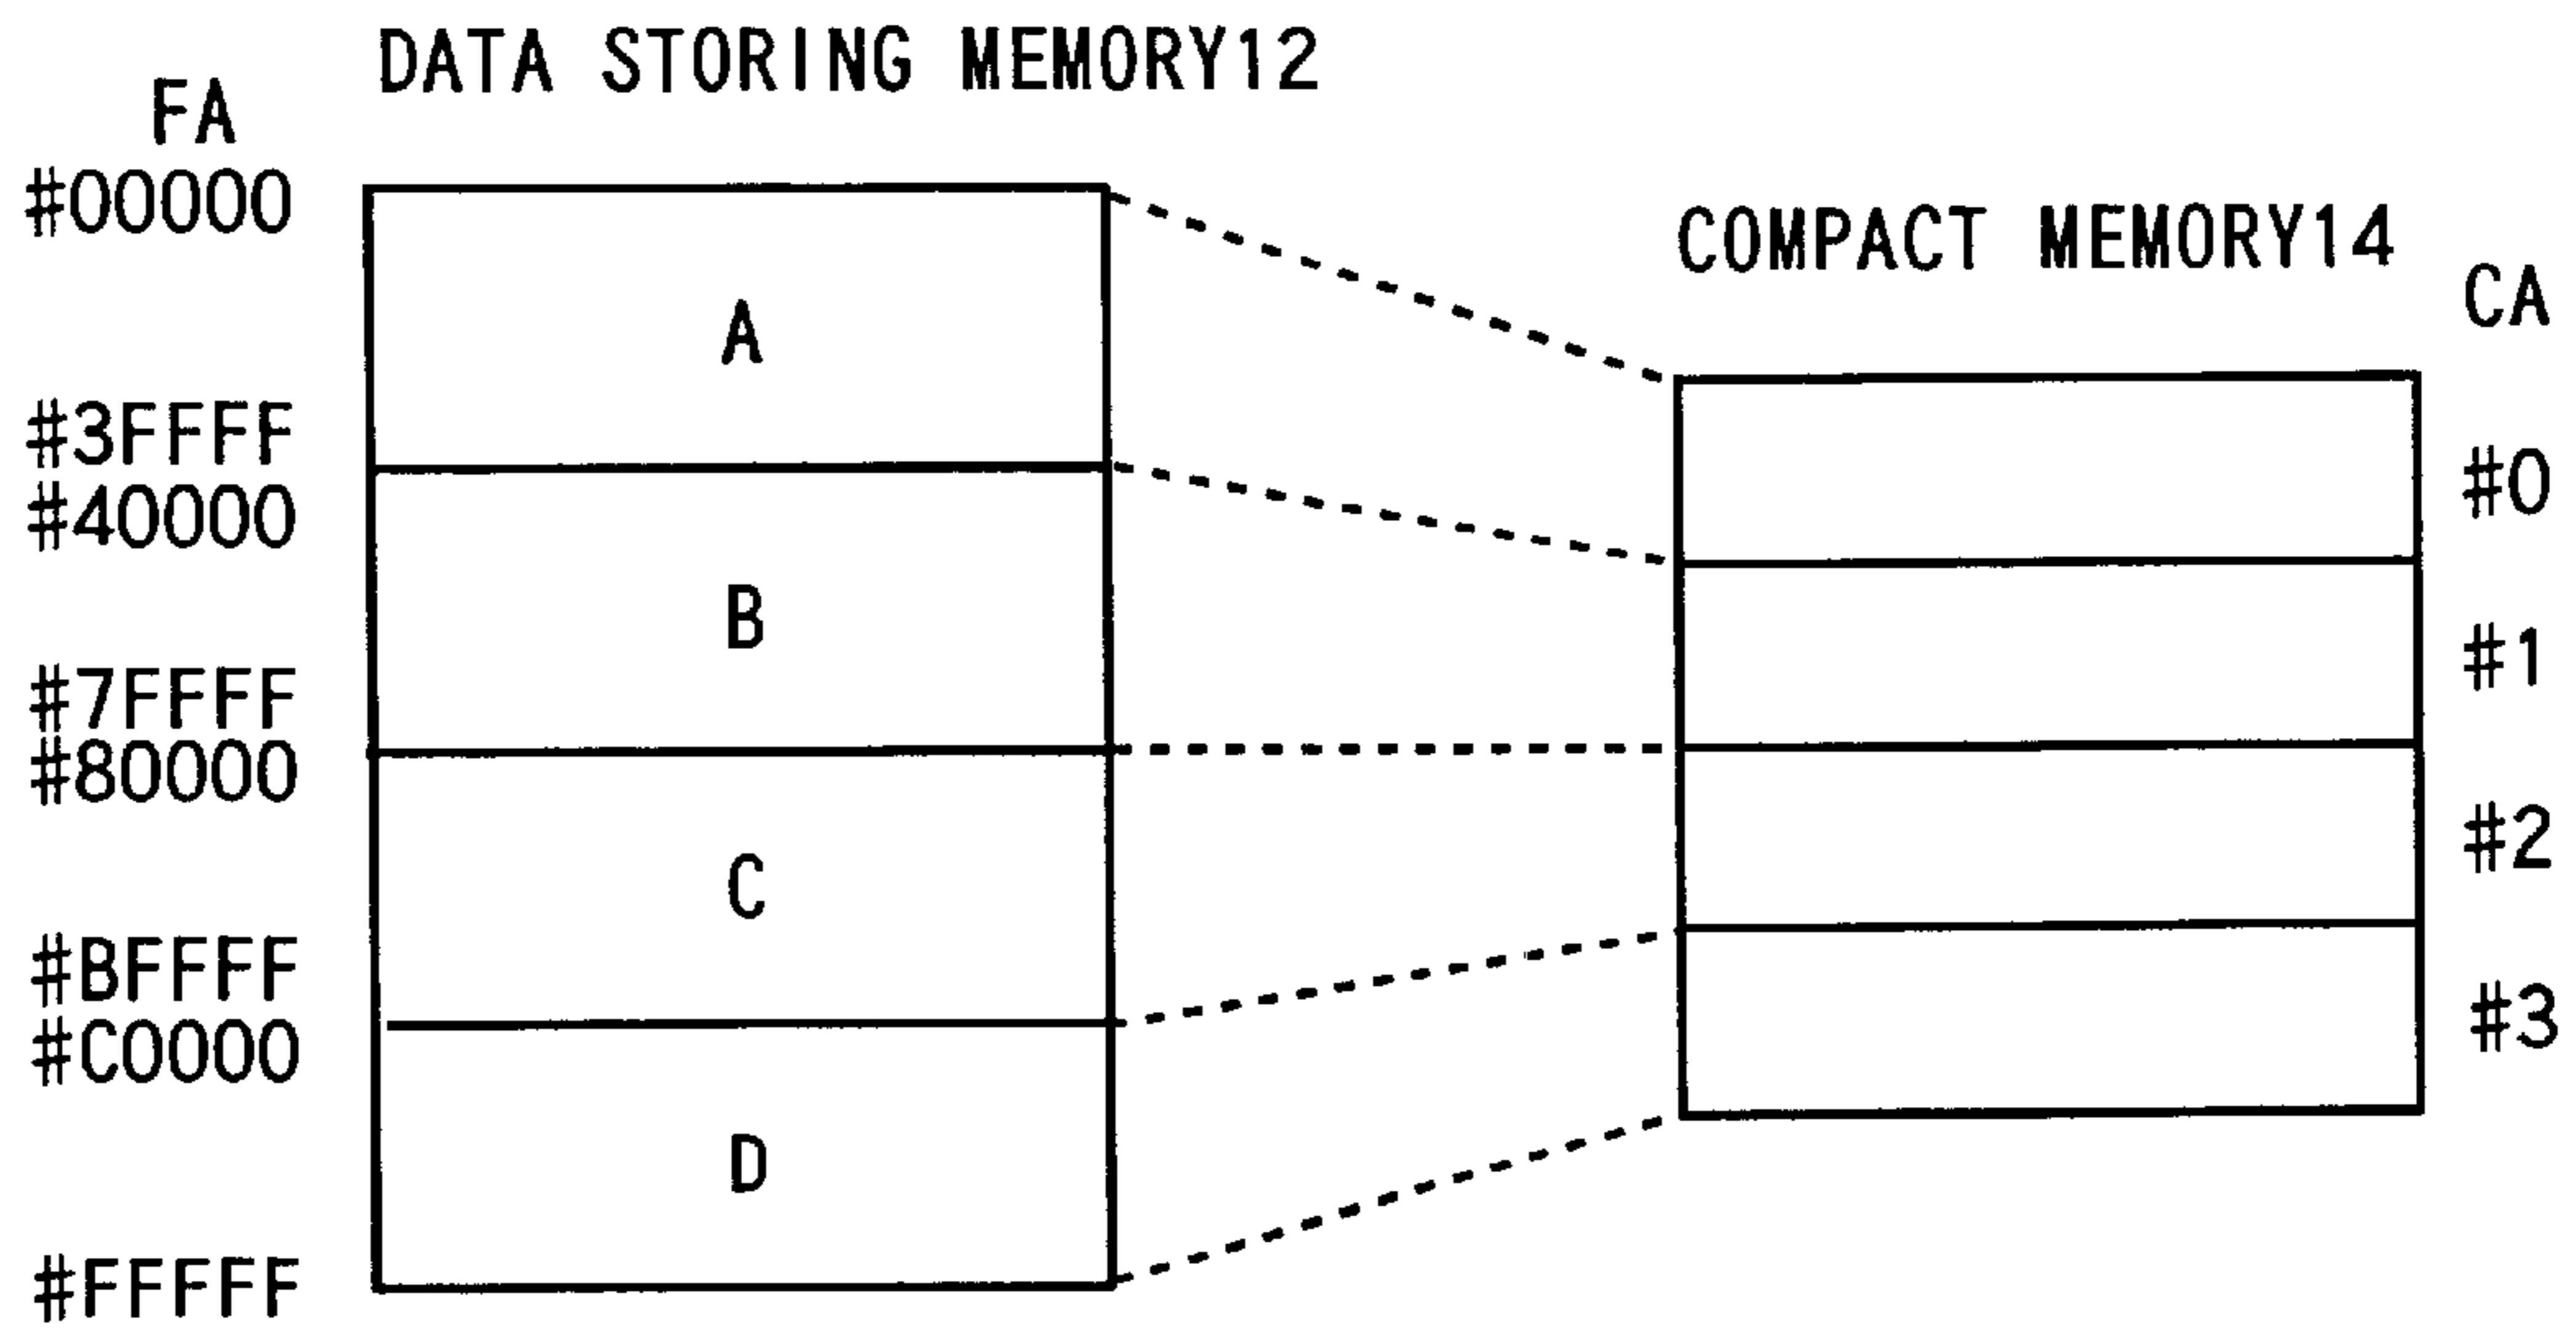 DATA STORING MEMORY12
FA
#00000
A
#3FFFF
#40000
B
#7FFFF
#80000
C
#BFFFF
#C0000
D
#FFFFF
COMPACT MEMORY14
CA
#0
#1
#2
#3